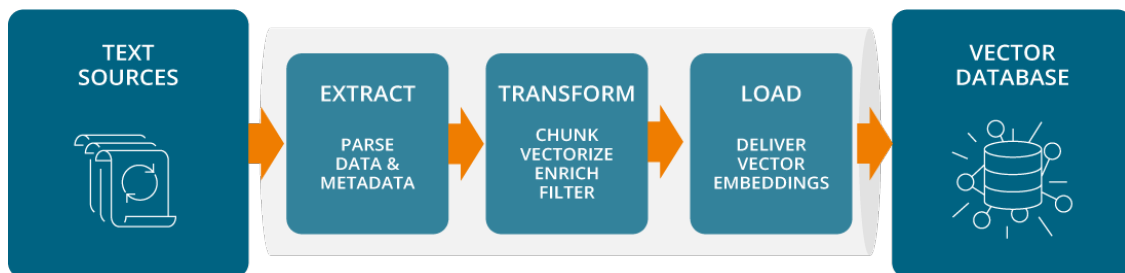 TEXT
SOURCES
EXTRACT
PARSE
DATA &
METADATA
TRANSFORM
CHUNK
VECTORIZE
ENRICH
FILTER
LOAD
DELIVER
VECTOR
EMBEDDINGS
VECTOR
DATABASE